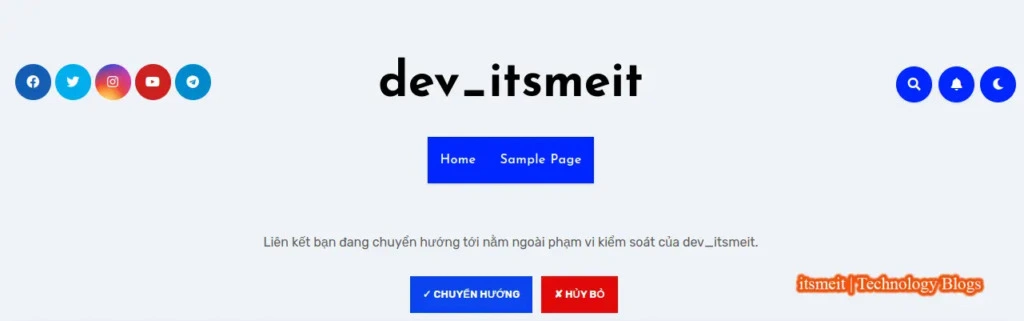 dev_itsmeit
Home Sample Page
Liên kết bạn đang chuyển hướng tới nằm ngoài phạm vi kiểm soát của dev_itsmeit.
✓ CHUYỂN HƯỚNG ✘ HỦY BỎ
itsmeit | Technology Blogs